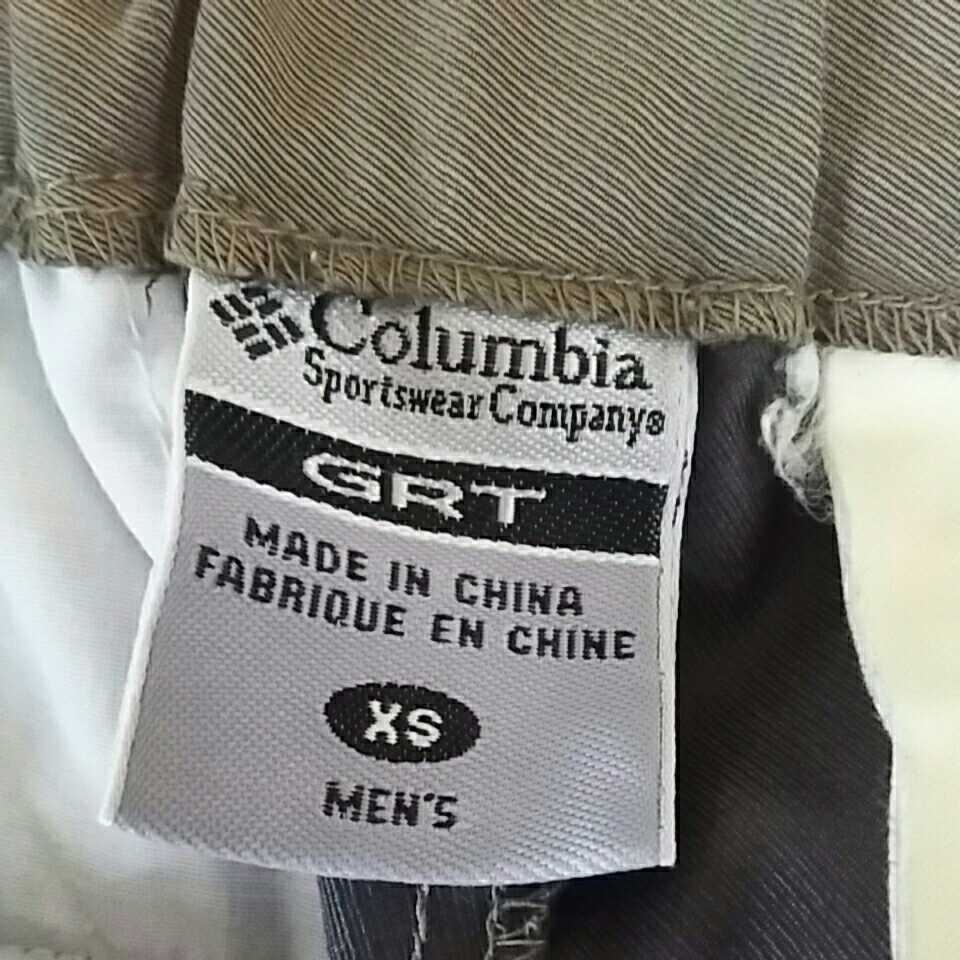 Columbia
Sportswear Company®
GRT
MADE IN CHINA
FABRIQUE EN CHINE
XS
MEN'S